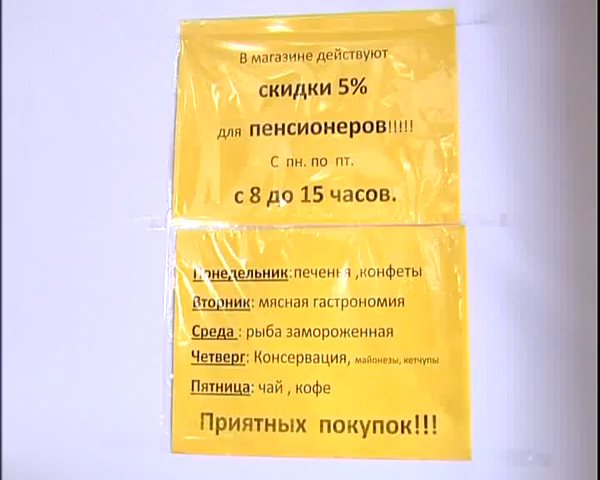 В магазине действуют
скидки 5%
для пенсионеров!!!!!
С пн. по пт.
с 8 до 15 часов.
Понедельник:печенья ,конфеты
Вторник: мясная гастрономия
Среда : рыба замороженная
Четверг: Консервация, майонезы, кетчупы
Пятница: чай , кофе
Приятных покупок!!!